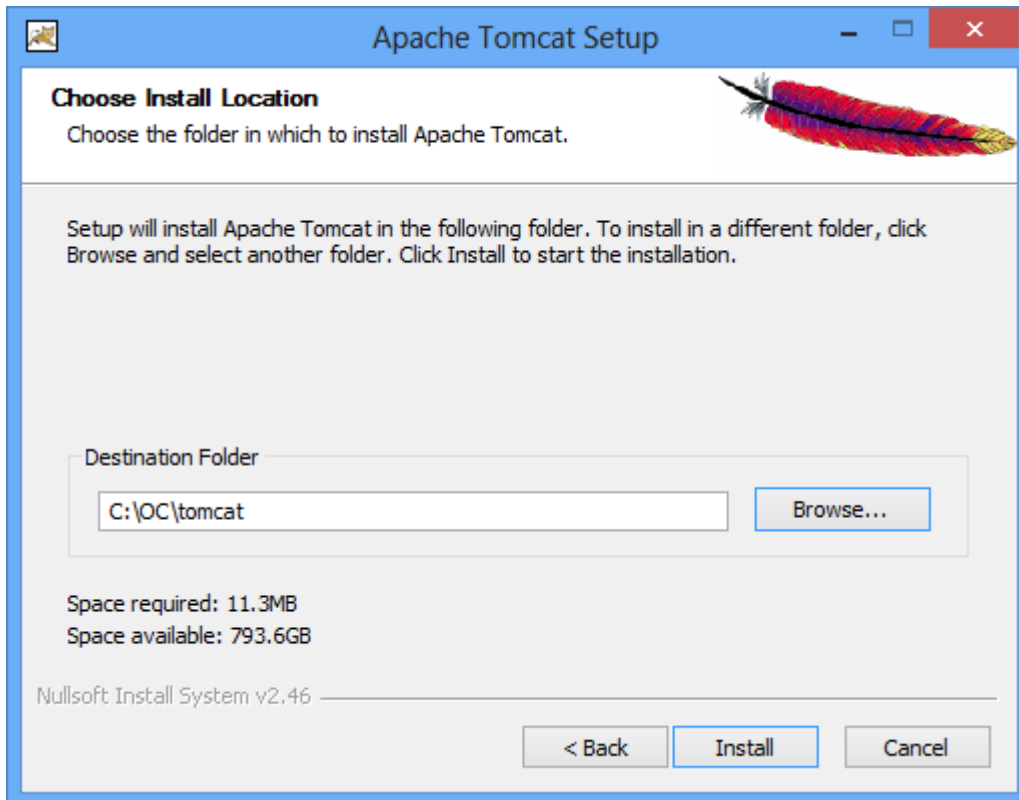 Apache Tomcat Setup
Choose Install Location
Choose the folder in which to install Apache Tomcat.
Setup will install Apache Tomcat in the following folder. To install in a different folder, click
Browse and select another folder. Click Install to start the installation.
Destination Folder
C:\OC\tomcat
Browse...
Space required: 11.3MB
Space available: 793.6GB
Nullsoft Install System v2.46
< Back
Install
Cancel